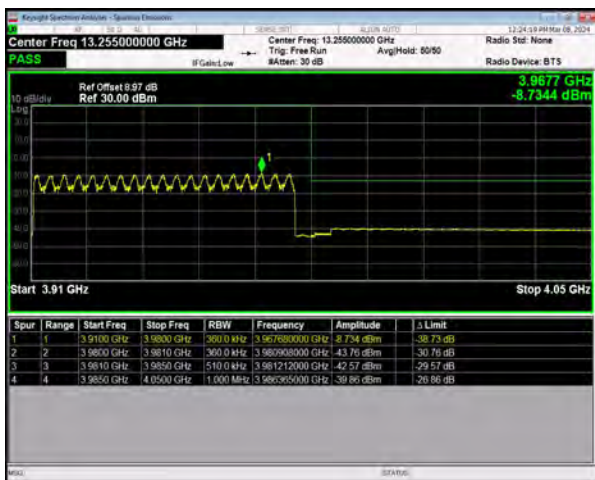 Keysight Spectrum Analyzer - Spurious Emissions
SENSE:INT ALIGN AUTO 12:24:19 PM Mar 08, 2024
Center Freq 13.255000000 GHz Center Freq: 13.255000000 GHz Radio Std: None
Trig: Free Run Avg|Hold: 50/50
PASS IFGain:Low #Atten: 30 dB Radio Device: BTS
3.9677 GHz
Ref Offset 8.97 dB -8.7344 dBm
10 dB/div Ref 30.00 dBm
Log
1
Start 3.91 GHz Stop 4.05 GHz
Spur Range Start Freq Stop Freq RBW Frequency Amplitude Δ Limit
1 1 3.9100 GHz 3.9800 GHz 360.0 kHz 3.967680000 GHz -8.734 dBm -38.73 dB
2 2 3.9800 GHz 3.9810 GHz 360.0 kHz 3.980908000 GHz -43.76 dBm -30.76 dB
3 3 3.9810 GHz 3.9850 GHz 510.0 kHz 3.981212000 GHz -42.57 dBm -29.57 dB
4 4 3.9850 GHz 4.0500 GHz 1.000 MHz 3.986365000 GHz -39.86 dBm -26.86 dB
MSG STATUS